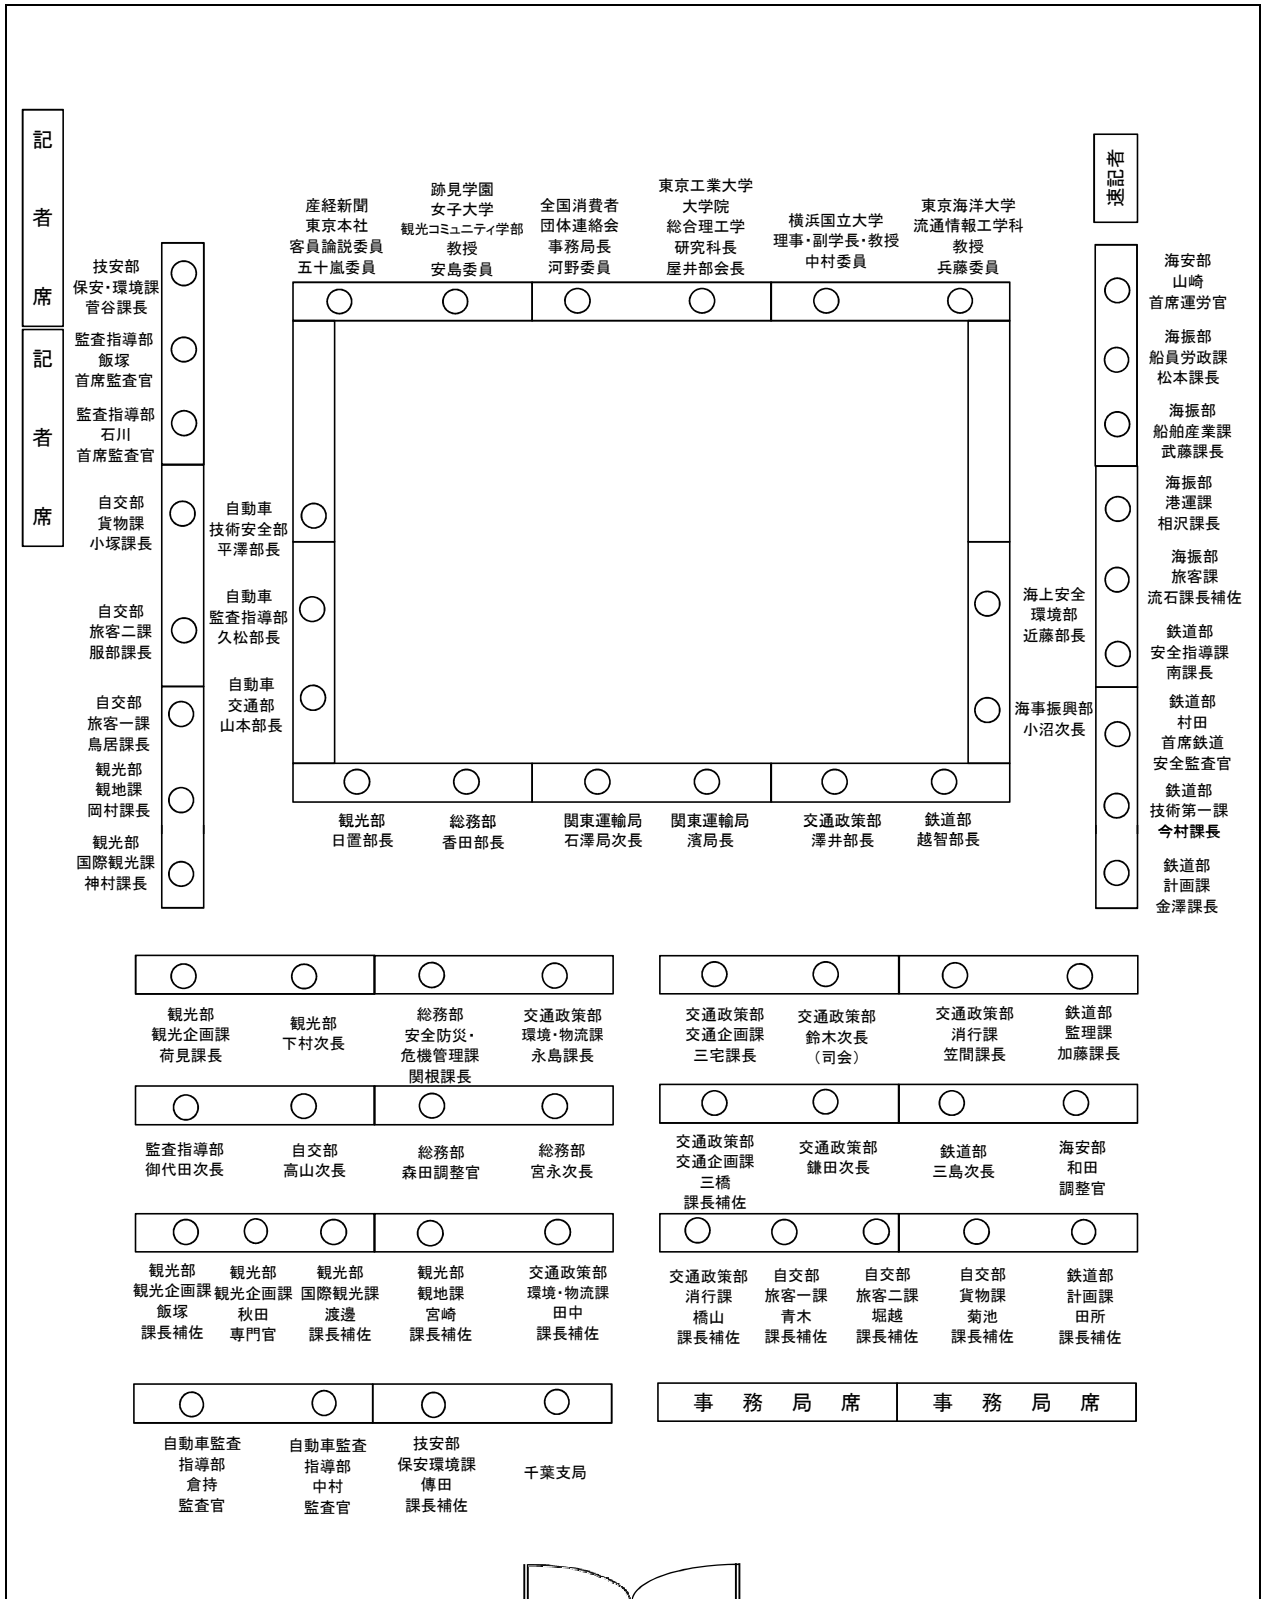 記者席
記者席
速記者
産経新聞
東京本社
客員論説委員
五十嵐委員
跡見学園
女子大学
観光コミュニティ学部
教授
安島委員
全国消費者
団体連絡会
事務局長
河野委員
東京工業大学
大学院
総合理工学
研究科長
屋井部会長
横浜国立大学
理事・副学長・教授
中村委員
東京海洋大学
流通情報工学科
教授
兵藤委員
技安部
保安・環境課
菅谷課長
監査指導部
飯塚
首席監査官
監査指導部
石川
首席監査官
自交部
貨物課
小塚課長
自交部
旅客二課
服部課長
自交部
旅客一課
鳥居課長
観光部
観地課
岡村課長
観光部
国際観光課
神村課長
自動車
技術安全部
平澤部長
自動車
監査指導部
久松部長
自動車
交通部
山本部長
海上安全
環境部
近藤部長
海事振興部
小沼次長
海安部
山崎
首席運労官
海振部
船員労政課
松本課長
海振部
船舶産業課
武藤課長
海振部
港運課
相沢課長
海振部
旅客課
流石課長補佐
鉄道部
安全指導課
南課長
鉄道部
村田
首席鉄道
安全監査官
鉄道部
技術第一課
今村課長
鉄道部
計画課
金澤課長
観光部
日置部長
総務部
香田部長
関東運輸局
石澤局次長
関東運輸局
濱局長
交通政策部
澤井部長
鉄道部
越智部長
観光部
観光企画課
荷見課長
観光部
下村次長
総務部
安全防災・
危機管理課
関根課長
交通政策部
環境・物流課
永島課長
交通政策部
交通企画課
三宅課長
交通政策部
鈴木次長
（司会）
交通政策部
消行課
笠間課長
鉄道部
監理課
加藤課長
監査指導部
御代田次長
自交部
高山次長
総務部
森田調整官
総務部
宮永次長
交通政策部
交通企画課
三橋
課長補佐
交通政策部
鎌田次長
鉄道部
三島次長
海安部
和田
調整官
観光部
観光企画課
飯塚
課長補佐
観光部
観光企画課
秋田
専門官
観光部
国際観光課
渡邊
課長補佐
観光部
観地課
宮崎
課長補佐
交通政策部
環境・物流課
田中
課長補佐
交通政策部
消行課
橋山
課長補佐
自交部
旅客一課
青木
課長補佐
自交部
旅客二課
堀越
課長補佐
自交部
貨物課
菊池
課長補佐
鉄道部
計画課
田所
課長補佐
事務局席
事務局席
自動車監査
指導部
倉持
監査官
自動車監査
指導部
中村
監査官
技安部
保安環境課
傳田
課長補佐
千葉支局